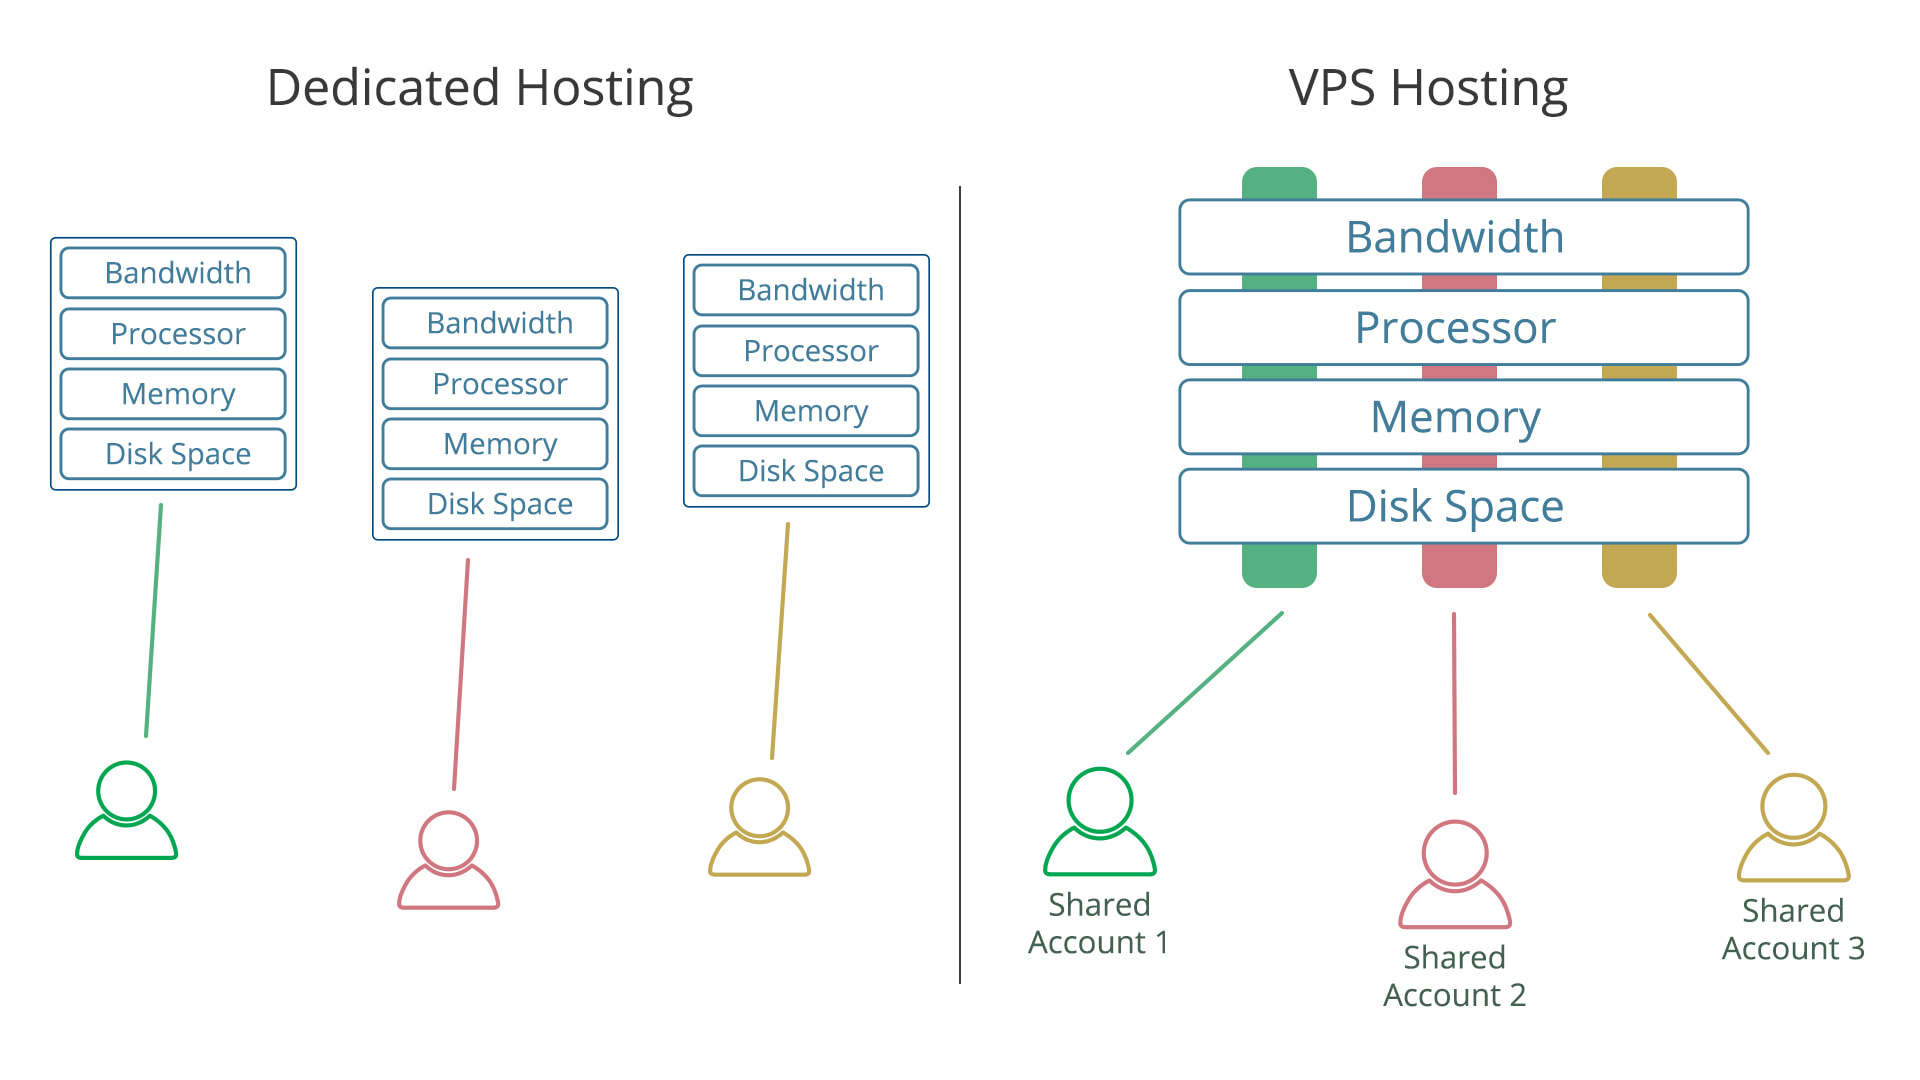 Dedicated Hosting
Bandwidth
Processor
Memory
Disk Space
Bandwidth
Processor
Memory
Disk Space
Bandwidth
Processor
Memory
Disk Space
VPS Hosting
Bandwidth
Processor
Memory
Disk Space
Shared
Account 1
Shared
Account 2
Shared
Account 3